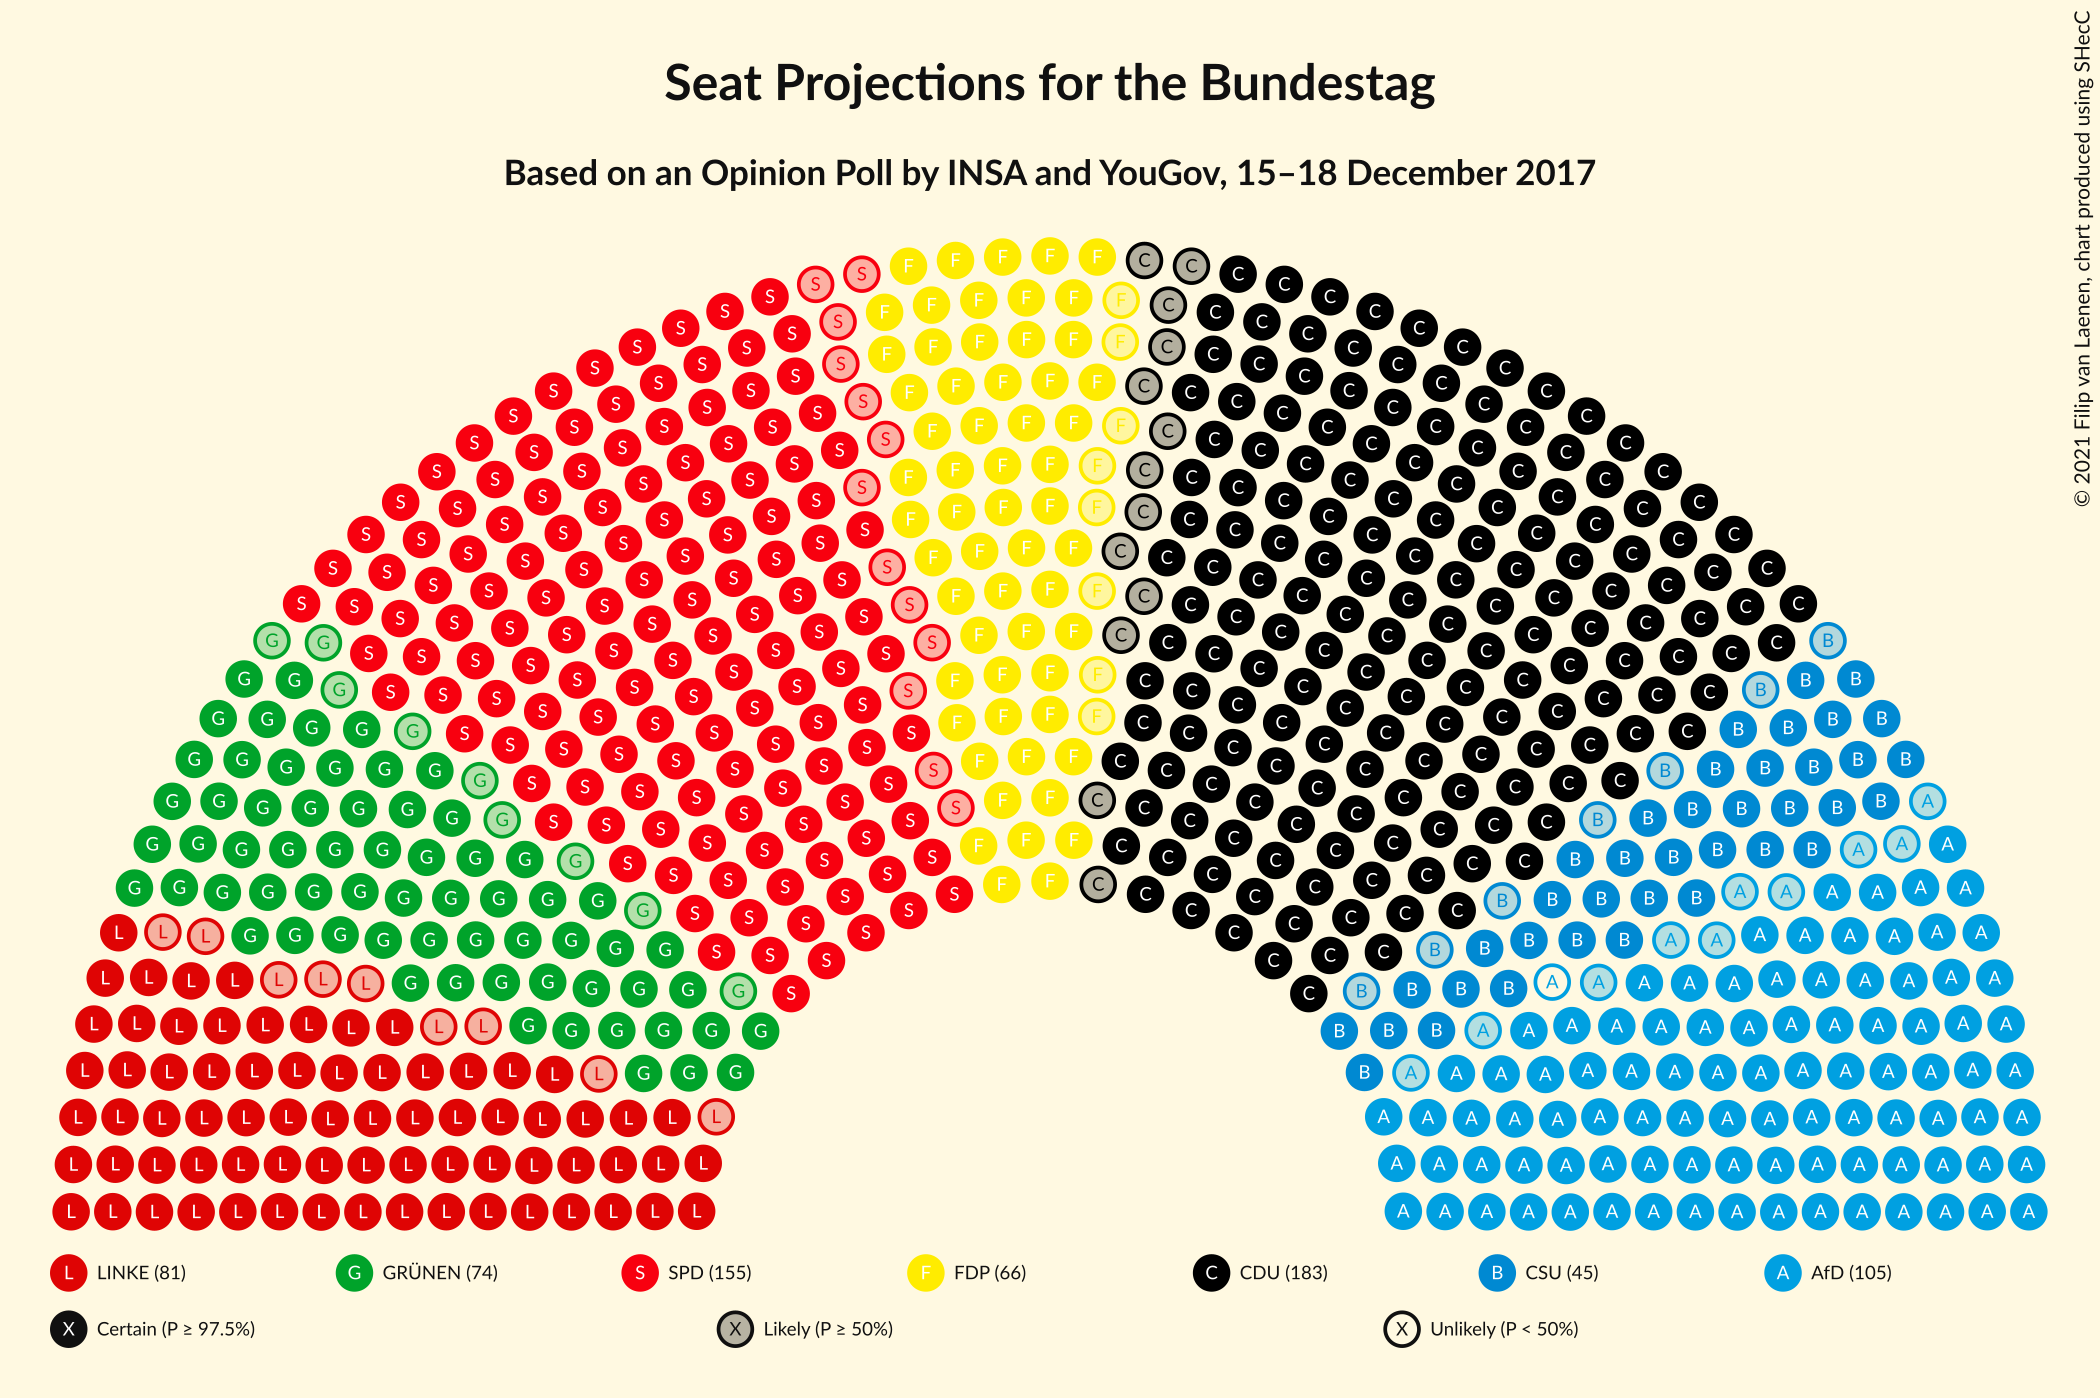 Seat Projections for the Bundestag
Based on an Opinion Poll by INSA and YouGov, 15–18 December 2017
© 2021 Filip van Laenen, chart produced using SHecC
L LINKE (81)
G GRÜNEN (74)
S SPD (155)
F FDP (66)
C CDU (183)
B CSU (45)
A AfD (105)
X Certain (P ≥ 97.5%)
X Likely (P ≥ 50%)
X Unlikely (P < 50%)